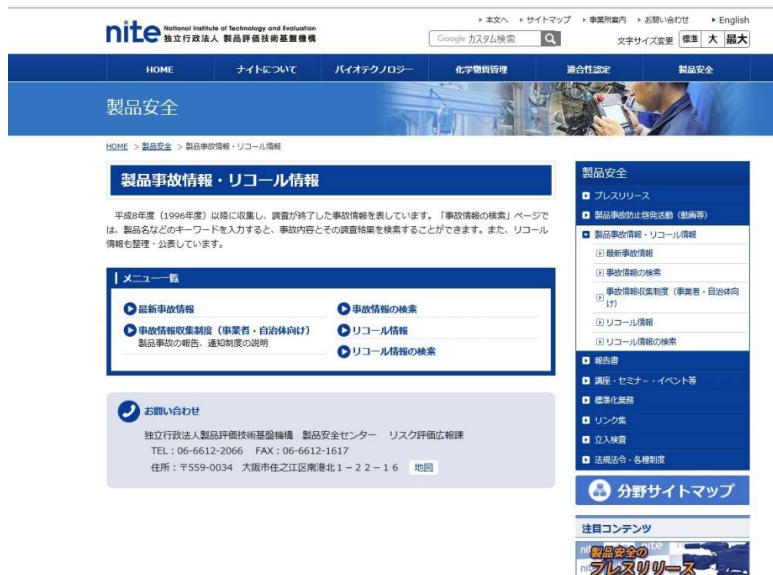 nite National Institute of Technology and Evaluation
独立行政法人 製品評価技術基盤機構
本文へ サイトマップ 事業所案内 お問い合わせ English
Google カスタム検索
文字サイズ変更 標準 大 最大
HOME ナイトについて バイオテクノロジー 化学物質管理 適合性認定 製品安全
製品安全
HOME > 製品安全 > 製品事故情報・リコール情報
製品事故情報・リコール情報
平成8年度（1996年度）以降に収集し、調査が終了した事故情報を表しています。「事故情報の検索」ページで
は、製品名などのキーワードを入力すると、事故内容とその調査結果を検索することができます。また、リコール
情報も整理・公表しています。
メニュー一覧
最新事故情報
事故情報の検索
事故情報収集制度（事業者・自治体向け）
製品事故の報告、通知制度の説明
リコール情報
リコール情報の検索
お問い合わせ
独立行政法人製品評価技術基盤機構 製品安全センター リスク評価広報課
TEL：06-6612-2066 FAX：06-6612-1617
住所：〒559-0034 大阪市住之江区南港北1－22－16 地図
製品安全
プレスリリース
製品事故防止啓発活動（動画等）
製品事故情報・リコール情報
最新事故情報
事故情報の検索
事故情報収集制度（事業者・自治体向
け）
リコール情報
リコール情報の検索
報告書
講座・セミナー・イベント等
標準化業務
リンク集
立入検査
法規法令・各種制度
分野サイトマップ
注目コンテンツ
製品安全の
プレスリリース